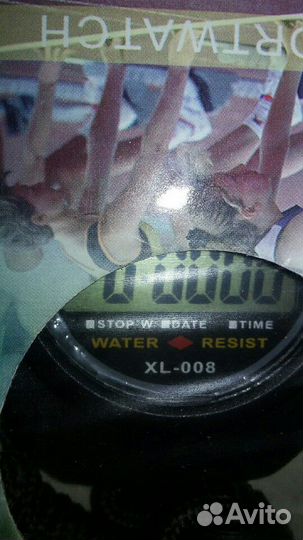 ORTWATCH
STOP W. DATE TIME
WATER RESIST
XL-008
Avito